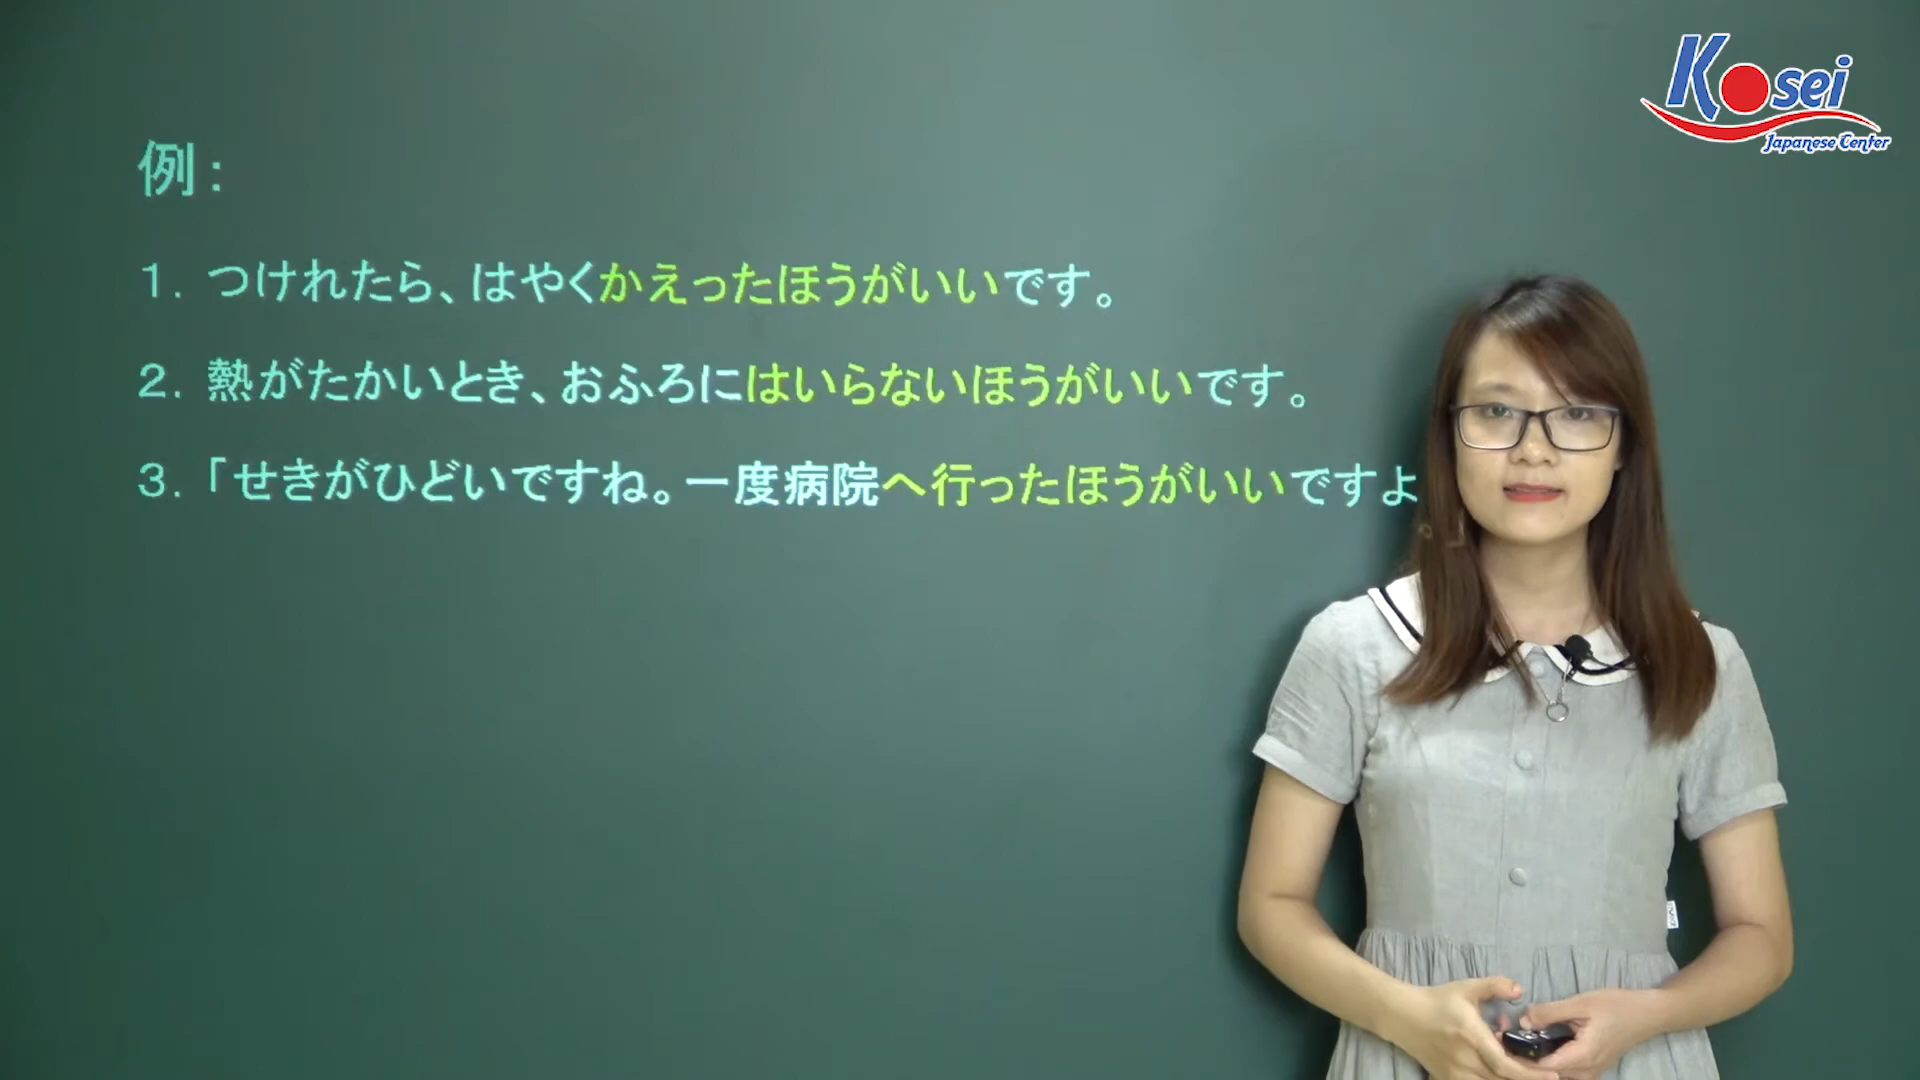 Kosei
Japanese Center
例：
１．つけれたら、はやくかえったほうがいいです。
２．熱がたかいとき、おふろにはいらないほうがいいです。
３．「せきがひどいですね。一度病院へ行ったほうがいいですよ
。」